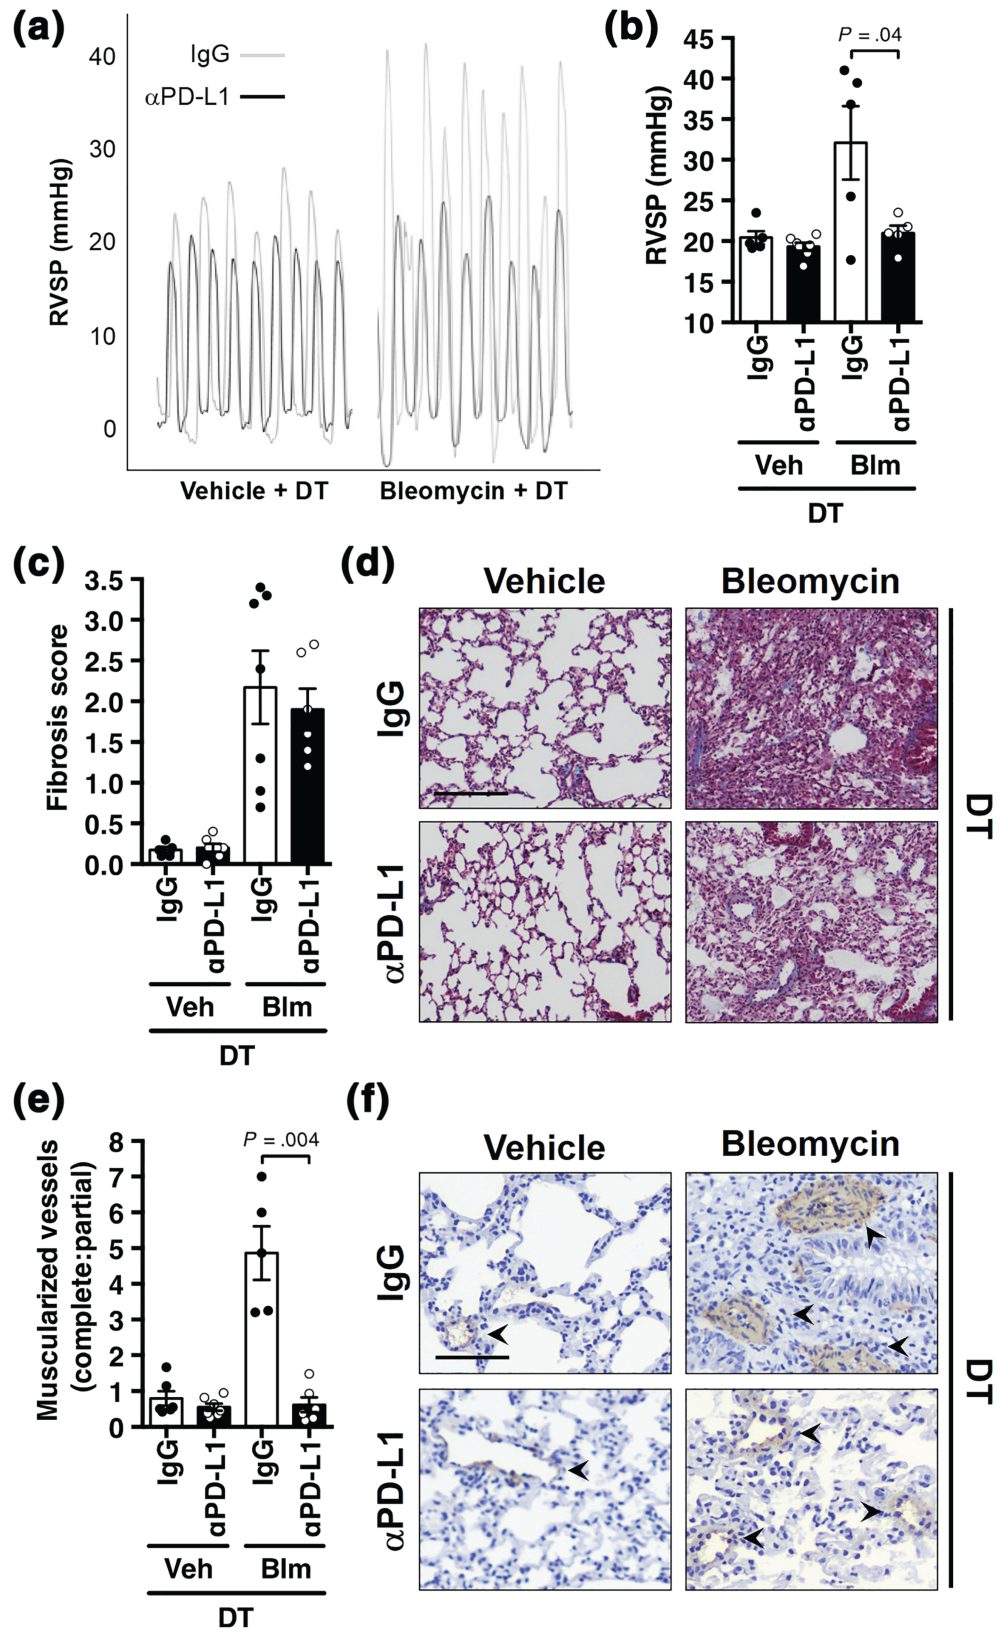 (a)
IgG
αPD-L1
RVSP (mmHg)
40
30
20
10
0
Vehicle + DT
Bleomycin + DT
(b)
P = .04
RVSP (mmHg)
45
40
35
30
25
20
15
10
IgG
αPD-L1
IgG
αPD-L1
Veh
Blm
DT
(c)
Fibrosis score
3.5
3.0
2.5
2.0
1.5
1.0
0.5
0.0
IgG
αPD-L1
IgG
αPD-L1
Veh
Blm
DT
(d)
Vehicle
Bleomycin
IgG
αPD-L1
DT
(e)
P = .004
Muscularized vessels
(complete:partial)
8
7
6
5
4
3
2
1
0
IgG
αPD-L1
IgG
αPD-L1
Veh
Blm
DT
(f)
Vehicle
Bleomycin
IgG
αPD-L1
DT